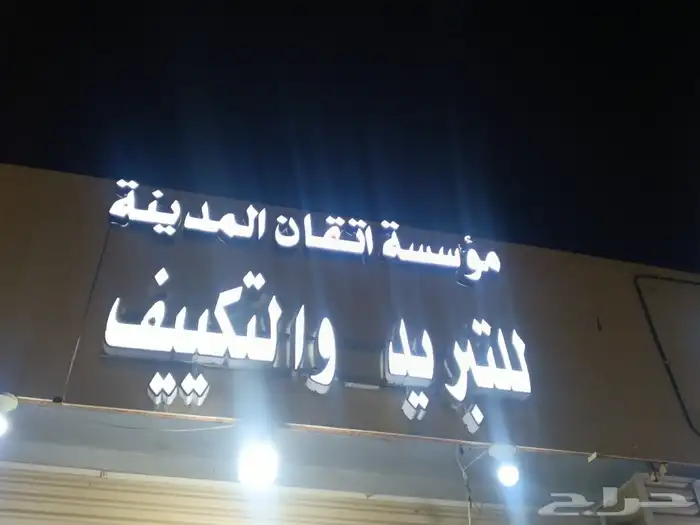 مؤسسة اتقان المدينة
للتبريد والتكييف
حراج